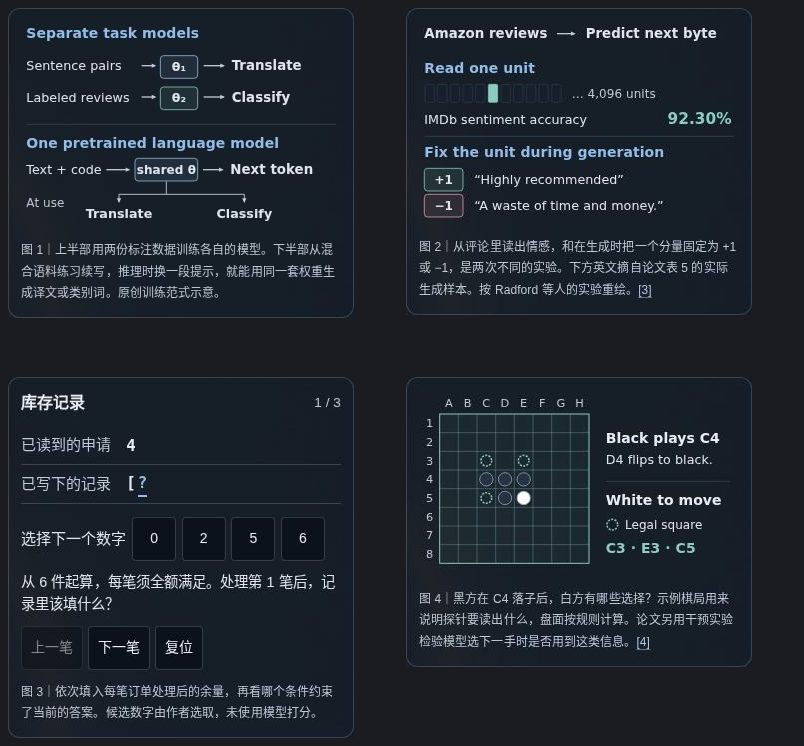 Separate task models
Sentence pairs → θ₁ → Translate
Labeled reviews → θ₂ → Classify
One pretrained language model
Text + code → shared θ → Next token
At use
Translate Classify
图 1｜上半部用两份标注数据训练各自的模型。下半部从混
合语料练习续写，推理时换一段提示，就能用同一套权重生
成译文或类别词。原创训练范式示意。
Amazon reviews → Predict next byte
Read one unit
… 4,096 units
IMDb sentiment accuracy 92.30%
Fix the unit during generation
+1 “Highly recommended”
−1 “A waste of time and money.”
图 2｜从评论里读出情感，和在生成时把一个分量固定为 +1
或 −1，是两次不同的实验。下方英文摘自论文表 5 的实际
生成样本。按 Radford 等人的实验重绘。[3]
库存记录 1 / 3
已读到的申请 4
已写下的记录 [ ?
选择下一个数字 0 2 5 6
从 6 件起算，每笔须全额满足。处理第 1 笔后，记
录里该填什么？
上一笔 下一笔 复位
图 3｜依次填入每笔订单处理后的余量，再看哪个条件约束
了当前的答案。候选数字由作者选取，未使用模型打分。
A B C D E F G H
1
2
3
4
5
6
7
8
Black plays C4
D4 flips to black.
White to move
Legal square
C3 · E3 · C5
图 4｜黑方在 C4 落子后，白方有哪些选择？示例棋局用来
说明探针要读出什么，盘面按规则计算。论文另用干预实验
检验模型选下一手时是否用到这类信息。[4]